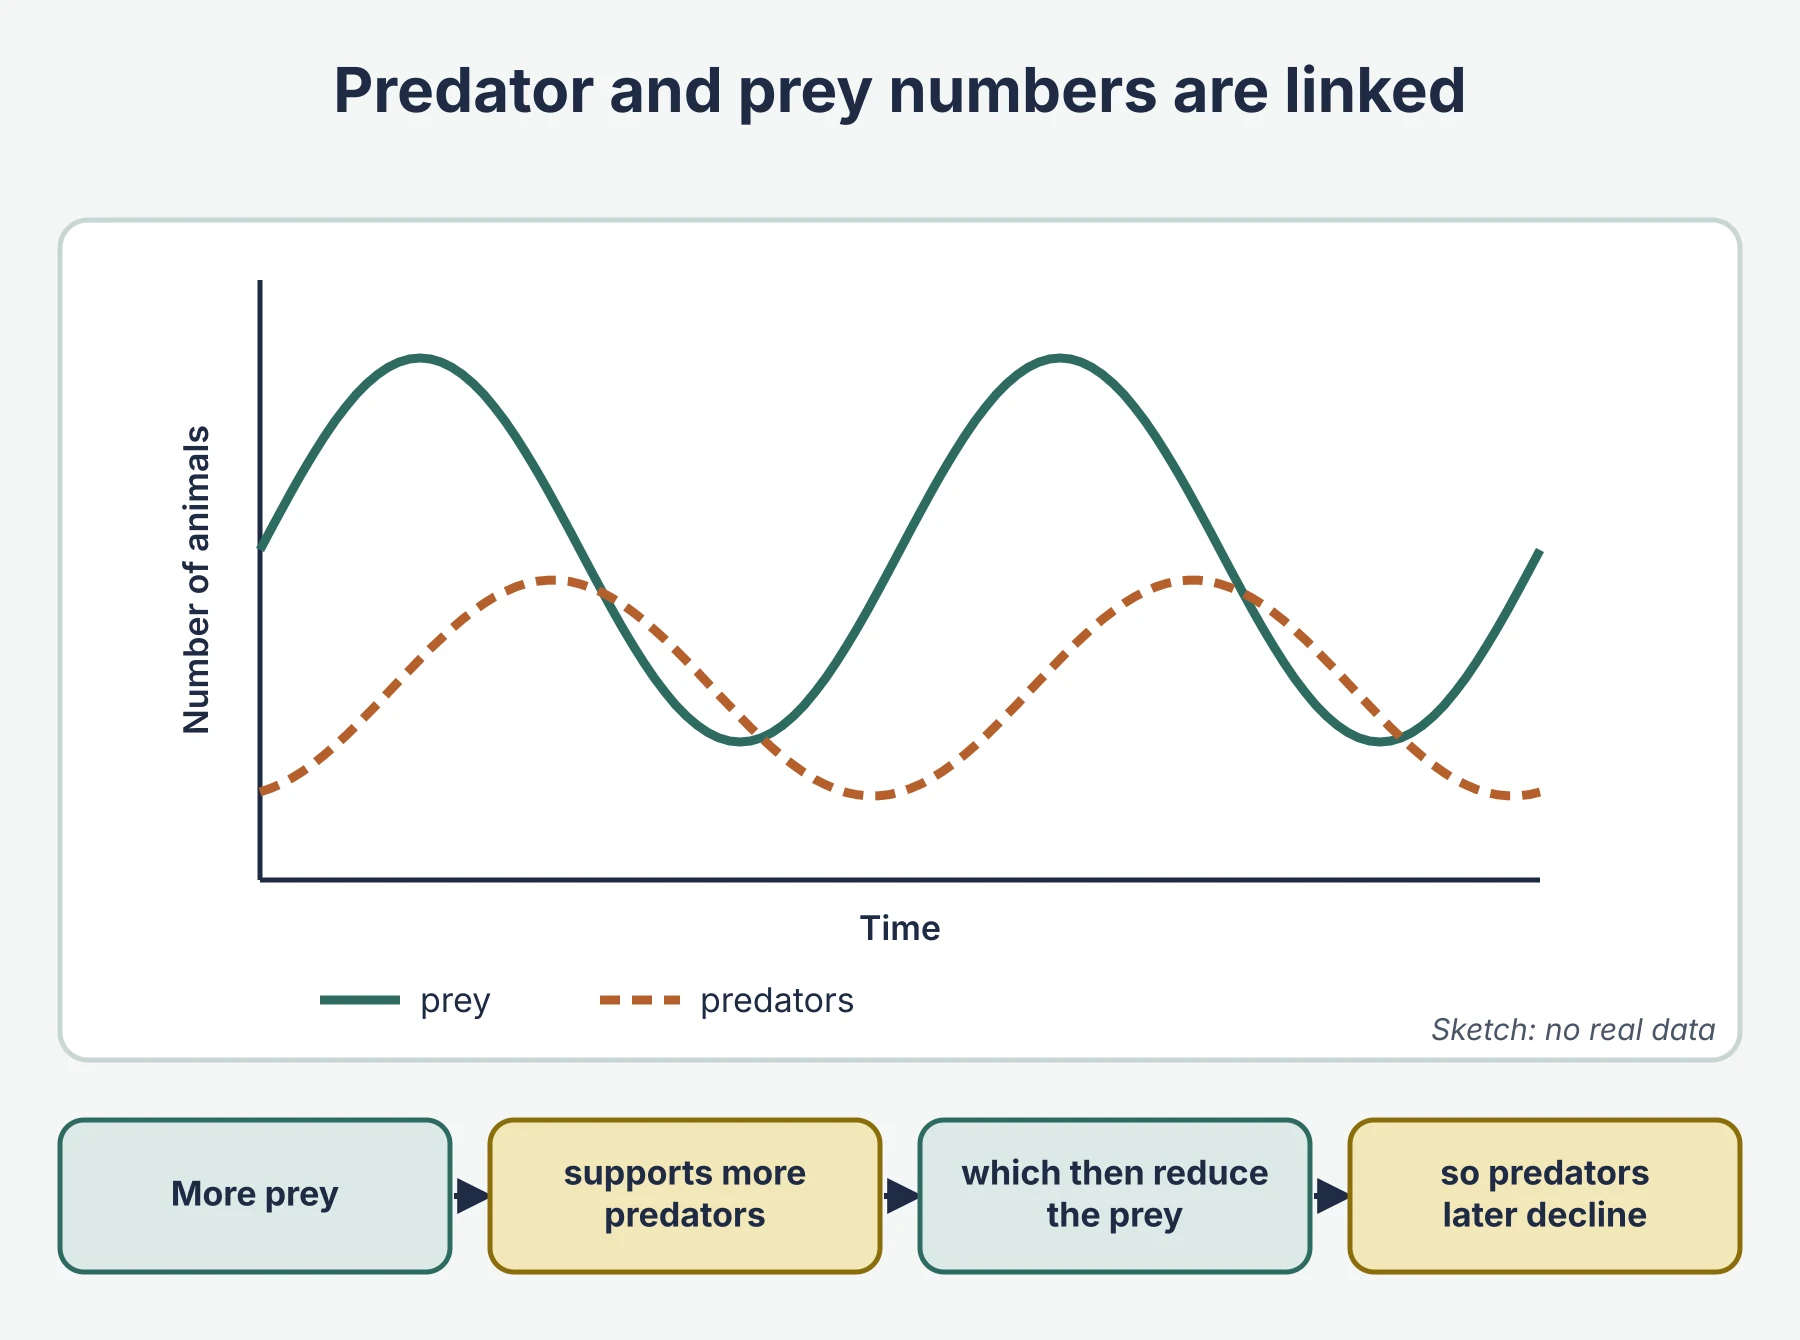 Predator and prey numbers are linked
Number of animals
Time
prey
predators
Sketch: no real data
More prey
supports more
predators
which then reduce
the prey
so predators
later decline